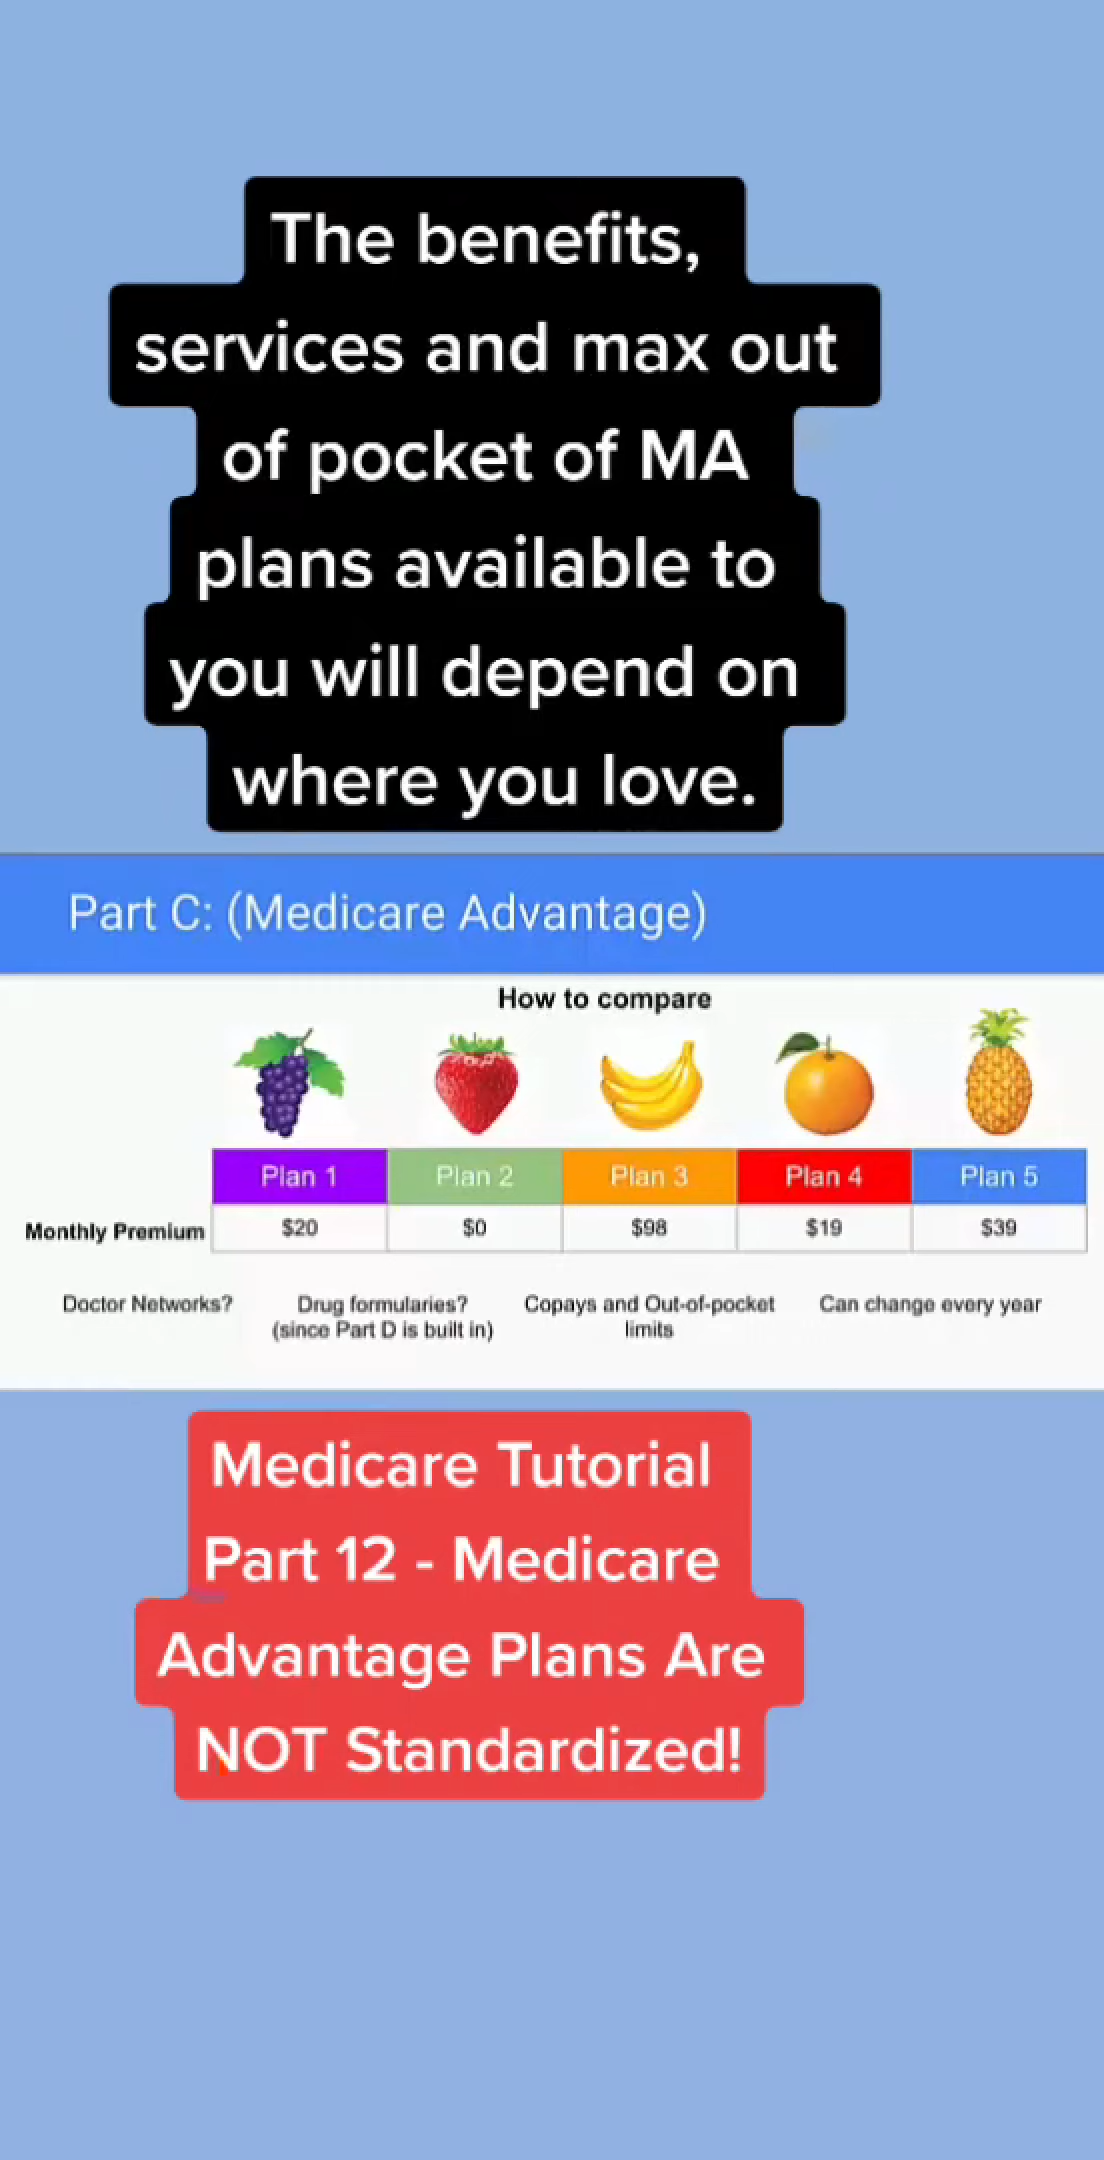 The benefits,
services and max out
of pocket of MA
plans available to
you will depend on
where you love.
Part C: (Medicare Advantage)
How to compare
Plan 1 Plan 2 Plan 3 Plan 4 Plan 5
Monthly Premium $20 $0 $98 $19 $39
Doctor Networks? Drug formularies? Copays and Out-of-pocket Can change every year
(since Part D is built in) limits
Medicare Tutorial
Part 12 - Medicare
Advantage Plans Are
NOT Standardized!